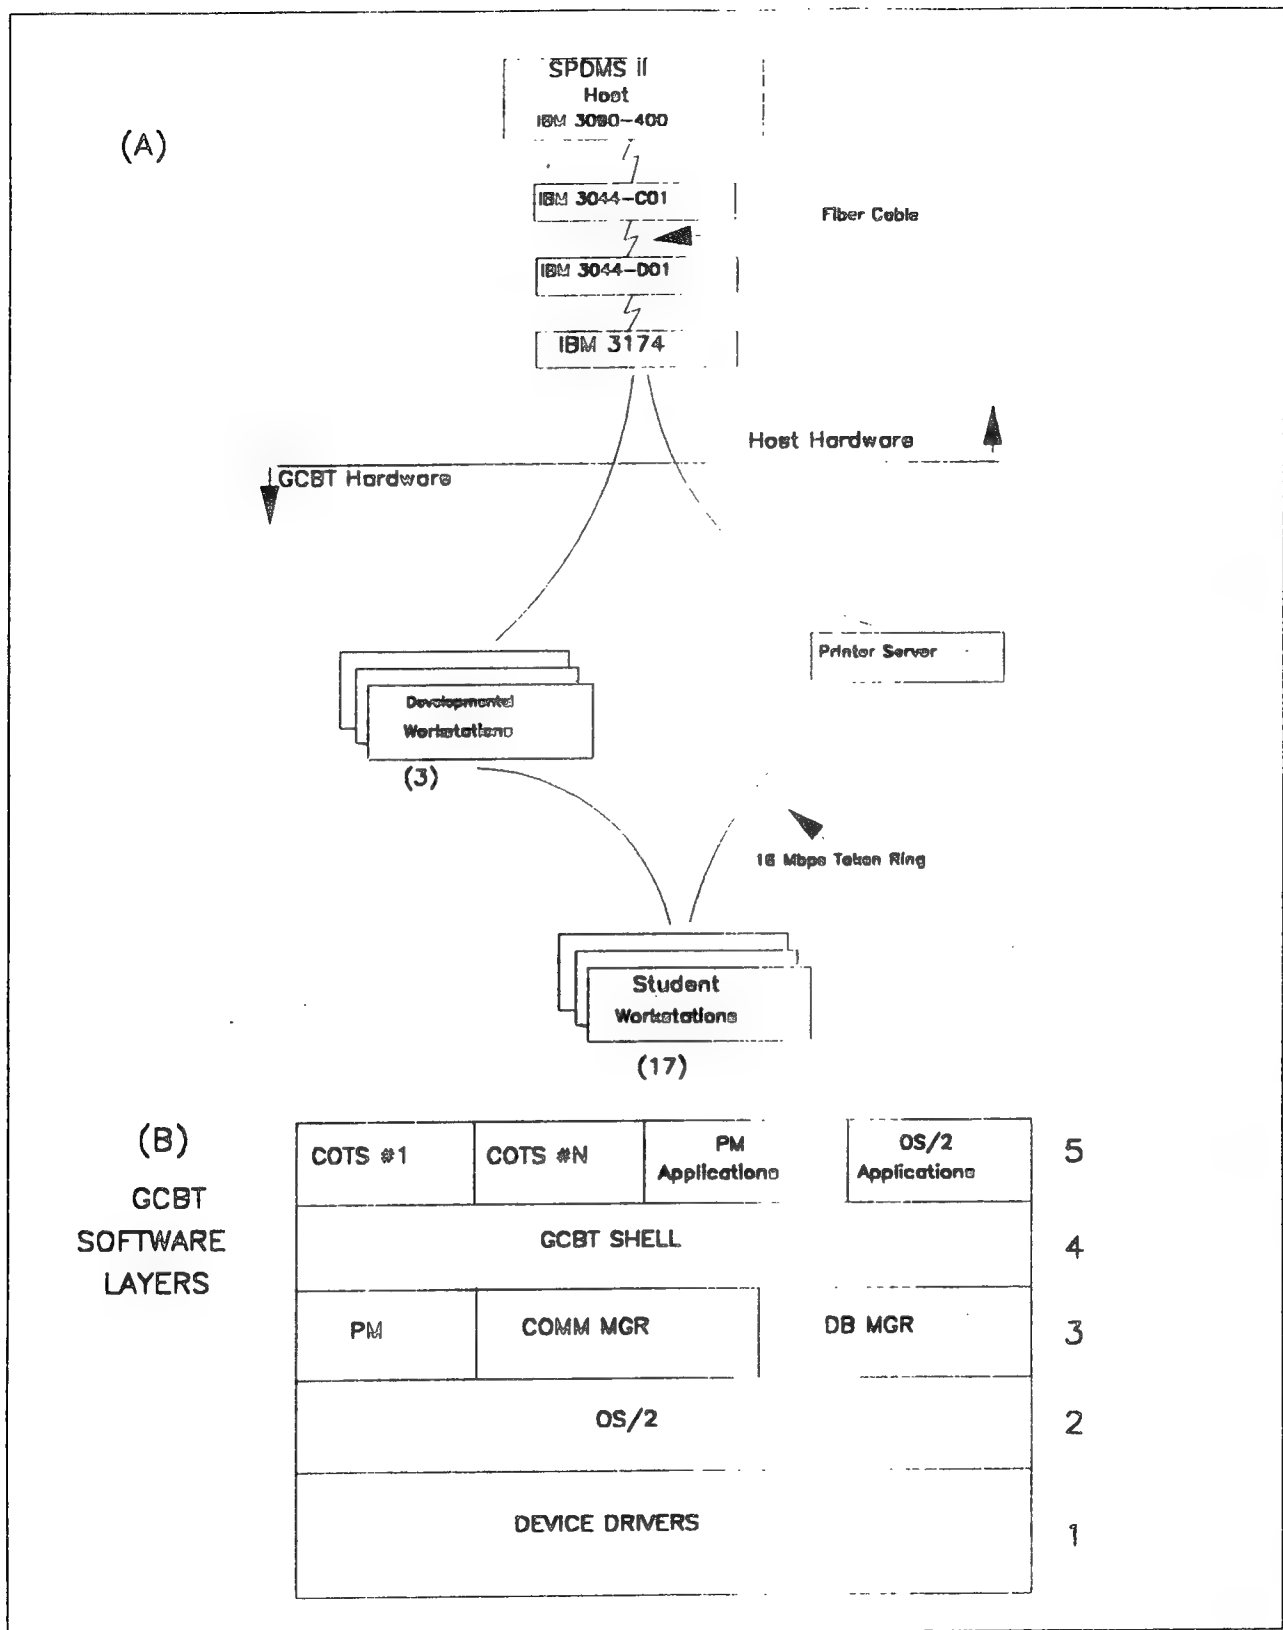 (A)
SPDMS II
Host
IBM 3090-400
IBM 3044-C01
Fiber Cable
IBM 3044-D01
IBM 3174
Host Hardware
GCBT Hardware
Printer Server
Developmental
Workstations
(3)
16 Mbps Token Ring
Student
Workstations
(17)
(B)
GCBT
SOFTWARE
LAYERS
COTS #1
COTS #N
PM
Applications
OS/2
Applications
5
GCBT SHELL
4
PM
COMM MGR
DB MGR
3
OS/2
2
DEVICE DRIVERS
1